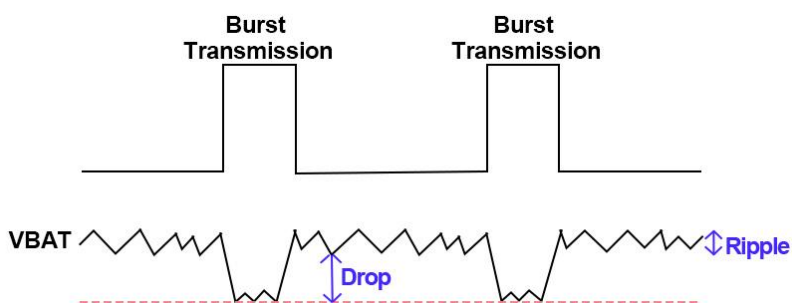 Burst
Transmission
Burst
Transmission
VBAT
Drop
Ripple